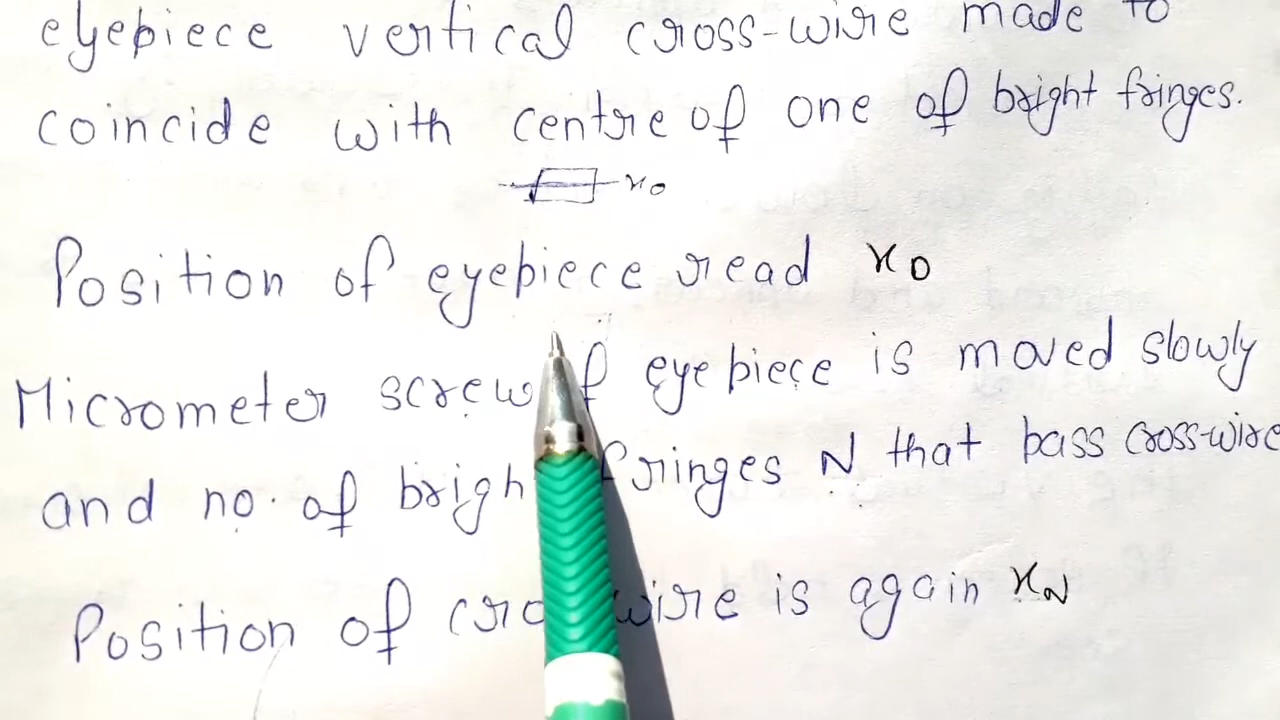 eyepiece vertical cross-wire made to
coincide with centre of one of bright fringes.
x0
Position of eyepiece read x0
Micrometer screw of eyepiece is moved slowly
and no. of bright fringes N that pass cross-wire
Position of cross wire is again xN